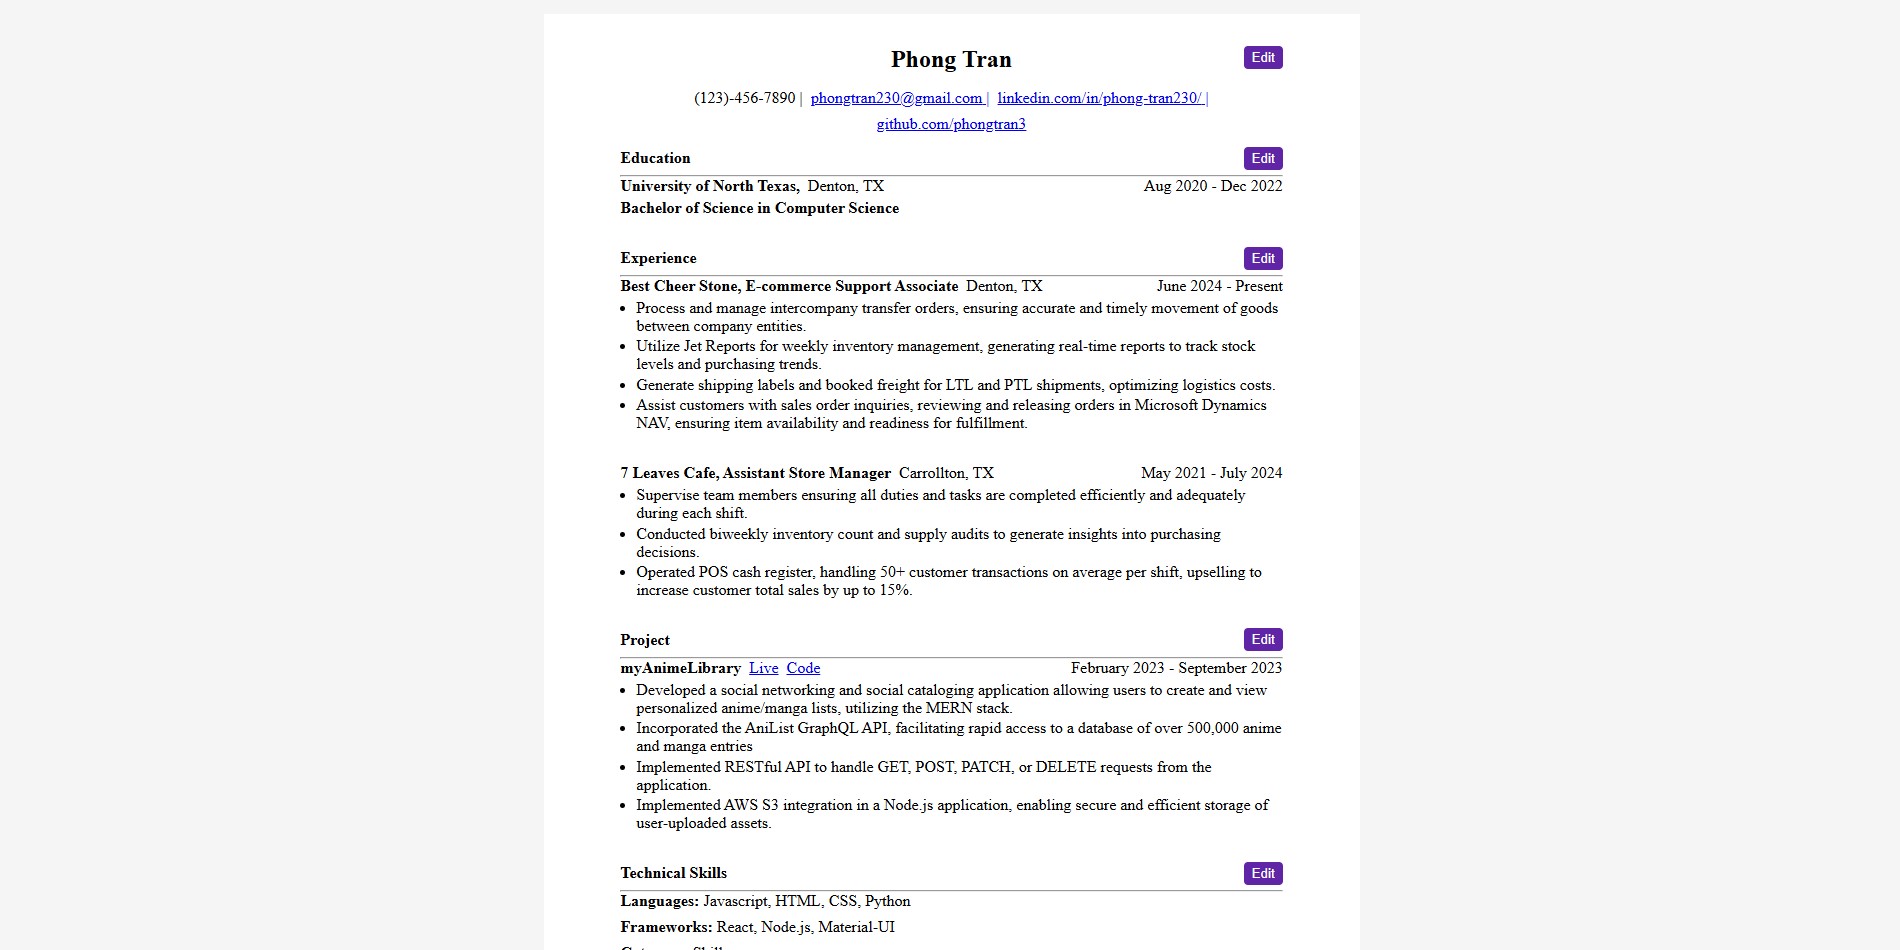 Phong Tran
Edit
(123)-456-7890 | phongtran230@gmail.com | linkedin.com/in/phong-tran230/ |
github.com/phongtran3
Education
Edit
University of North Texas, Denton, TX
Aug 2020 - Dec 2022
Bachelor of Science in Computer Science
Experience
Edit
Best Cheer Stone, E-commerce Support Associate Denton, TX
June 2024 - Present
• Process and manage intercompany transfer orders, ensuring accurate and timely movement of goods
between company entities.
• Utilize Jet Reports for weekly inventory management, generating real-time reports to track stock
levels and purchasing trends.
• Generate shipping labels and booked freight for LTL and PTL shipments, optimizing logistics costs.
• Assist customers with sales order inquiries, reviewing and releasing orders in Microsoft Dynamics
NAV, ensuring item availability and readiness for fulfillment.
7 Leaves Cafe, Assistant Store Manager Carrollton, TX
May 2021 - July 2024
• Supervise team members ensuring all duties and tasks are completed efficiently and adequately
during each shift.
• Conducted biweekly inventory count and supply audits to generate insights into purchasing
decisions.
• Operated POS cash register, handling 50+ customer transactions on average per shift, upselling to
increase customer total sales by up to 15%.
Project
Edit
myAnimeLibrary Live Code
February 2023 - September 2023
• Developed a social networking and social cataloging application allowing users to create and view
personalized anime/manga lists, utilizing the MERN stack.
• Incorporated the AniList GraphQL API, facilitating rapid access to a database of over 500,000 anime
and manga entries
• Implemented RESTful API to handle GET, POST, PATCH, or DELETE requests from the
application.
• Implemented AWS S3 integration in a Node.js application, enabling secure and efficient storage of
user-uploaded assets.
Technical Skills
Edit
Languages: Javascript, HTML, CSS, Python
Frameworks: React, Node.js, Material-UI